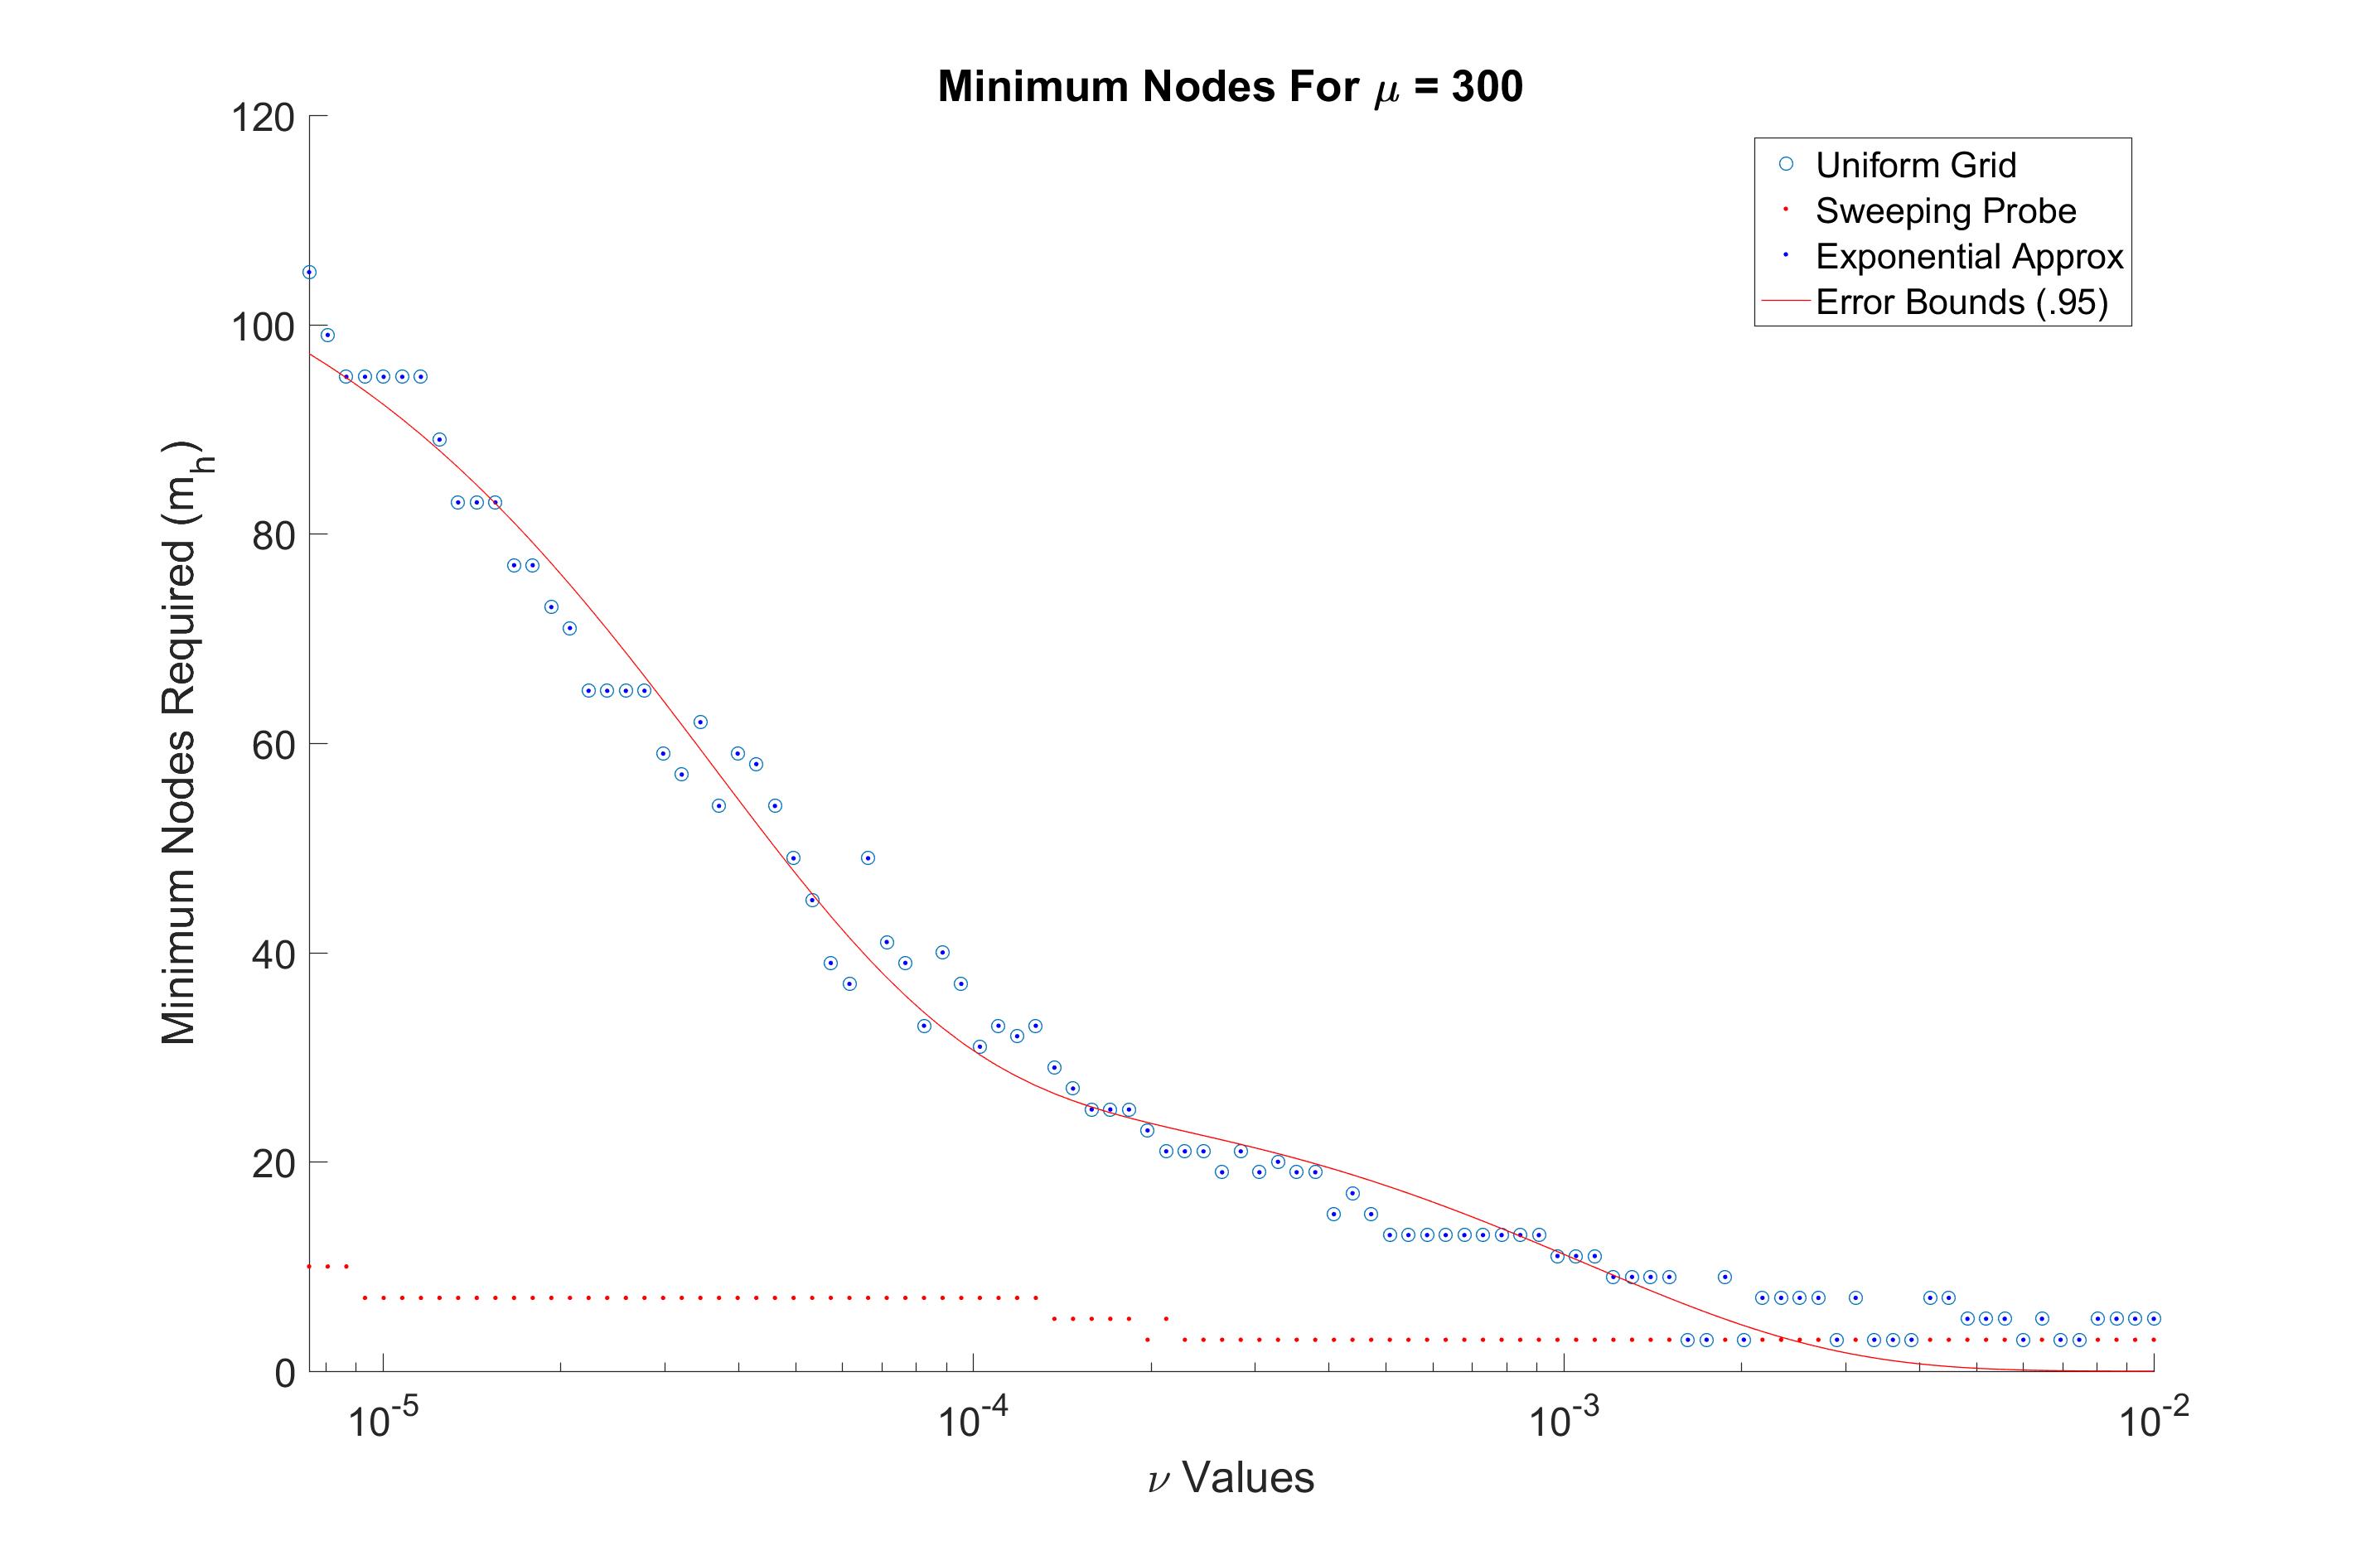 Minimum Nodes For μ = 300
Uniform Grid
Sweeping Probe
Exponential Approx
Error Bounds (.95)
Minimum Nodes Required (m_h)
120
100
80
60
40
20
0
10^-5
10^-4
10^-3
10^-2
ν Values